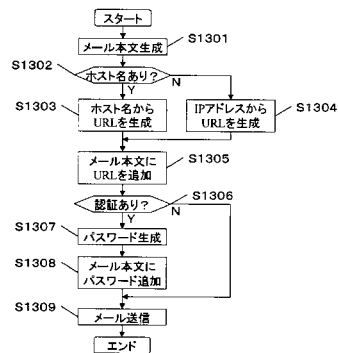 スタート
メール本文生成
S1301
S1302
ホスト名あり?
Y
N
S1303
ホスト名から
URLを生成
IPアドレスから
URLを生成
S1304
メール本文に
URLを追加
S1305
認証あり?
S1306
Y
N
S1307
パスワード生成
S1308
メール本文に
パスワード追加
S1309
メール送信
エンド